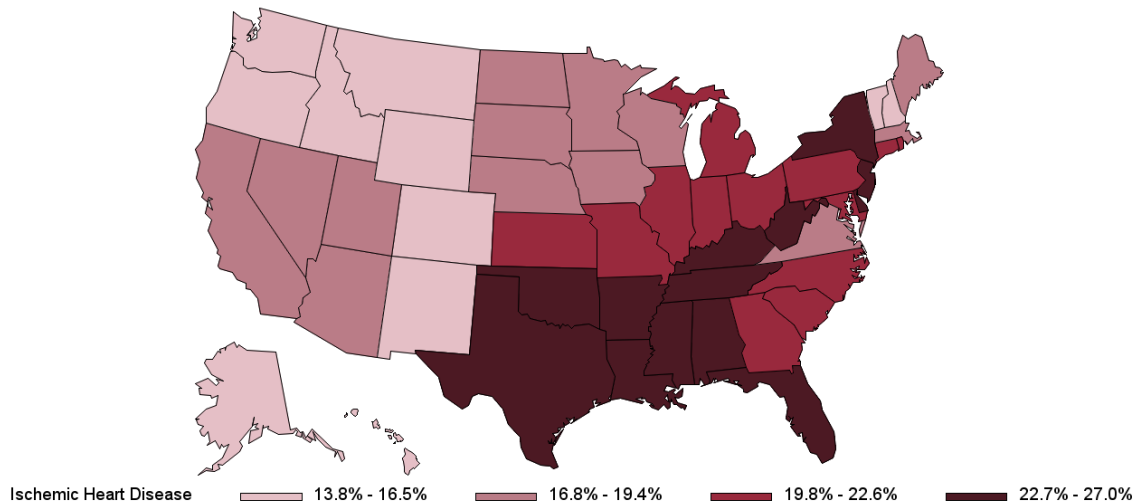 Ischemic Heart Disease 13.8% - 16.5% 16.8% - 19.4% 19.8% - 22.6% 22.7% - 27.0%